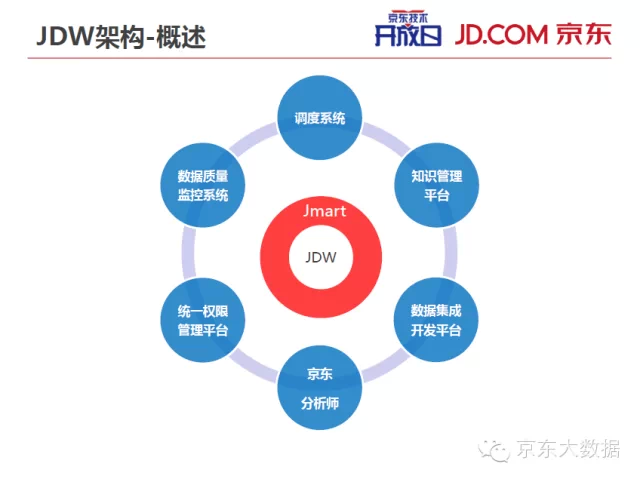 JDW架构-概述
京东技术
开放日
JD.COM 京东
调度系统
数据质量
监控系统
知识管理
平台
Jmart
JDW
统一权限
管理平台
数据集成
开发平台
京东
分析师
京东大数据